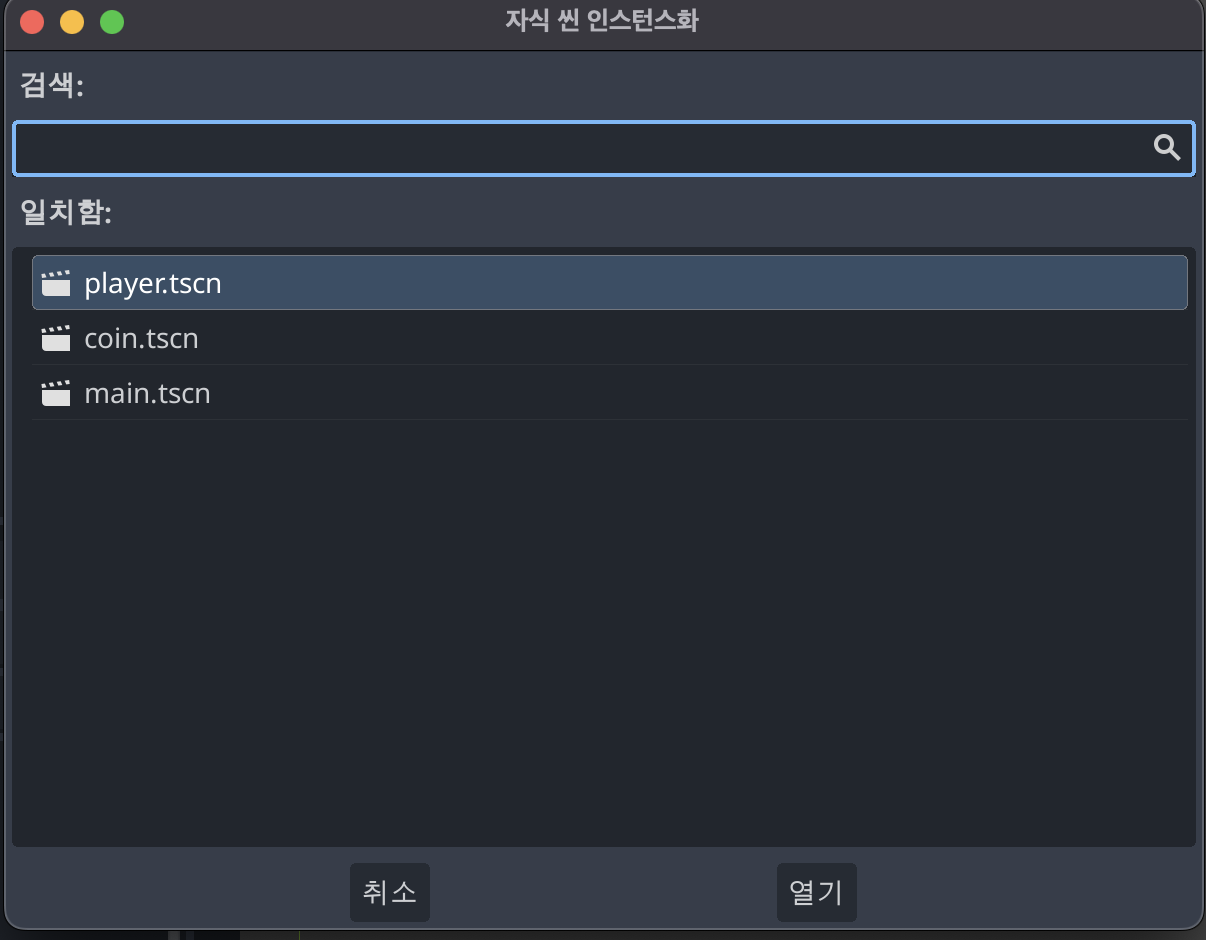 자식 씬 인스턴스화
검색:
일치함:
player.tscn
coin.tscn
main.tscn
취소
열기